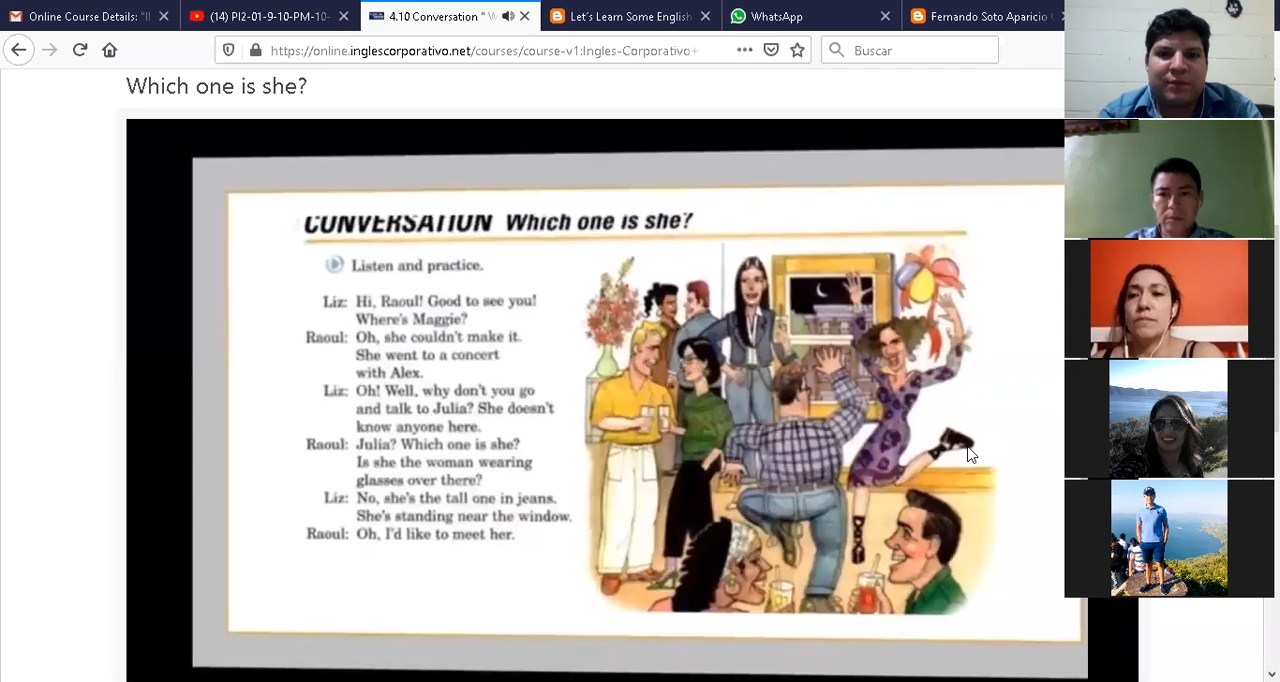 Online Course Details: "I
(14) PI2-01-9-10-PM-10-
4.10 Conversation " W
Let's Learn Some English
WhatsApp
Fernando Soto Aparicio
https://online.inglescorporativo.net/courses/course-v1:Ingles-Corporativo+
Buscar
Which one is she?
CONVERSATION Which one is she?
Listen and practice.
Liz: Hi, Raoul! Good to see you!
Where's Maggie?
Raoul: Oh, she couldn't make it.
She went to a concert
with Alex.
Liz: Oh! Well, why don't you go
and talk to Julia? She doesn't
know anyone here.
Raoul: Julia? Which one is she?
Is she the woman wearing
glasses over there?
Liz: No, she's the tall one in jeans.
She's standing near the window.
Raoul: Oh, I'd like to meet her.